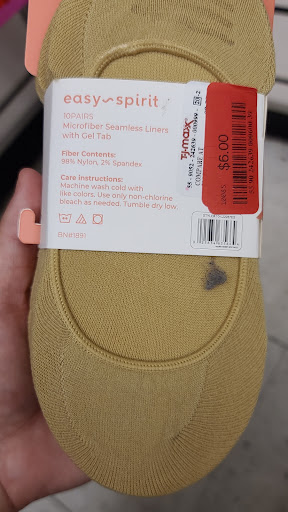 easy~spirit
10PAIRS
Microfiber Seamless Liners
with Gel Tab
Fiber Contents:
98% Nylon, 2% Spandex
Care instructions:
Machine wash cold with
like colors. Use only non-chlorine
bleach as needed. Tumble dry low.
BN#1891
TJ·maxx
COMPARE AT
$6.00